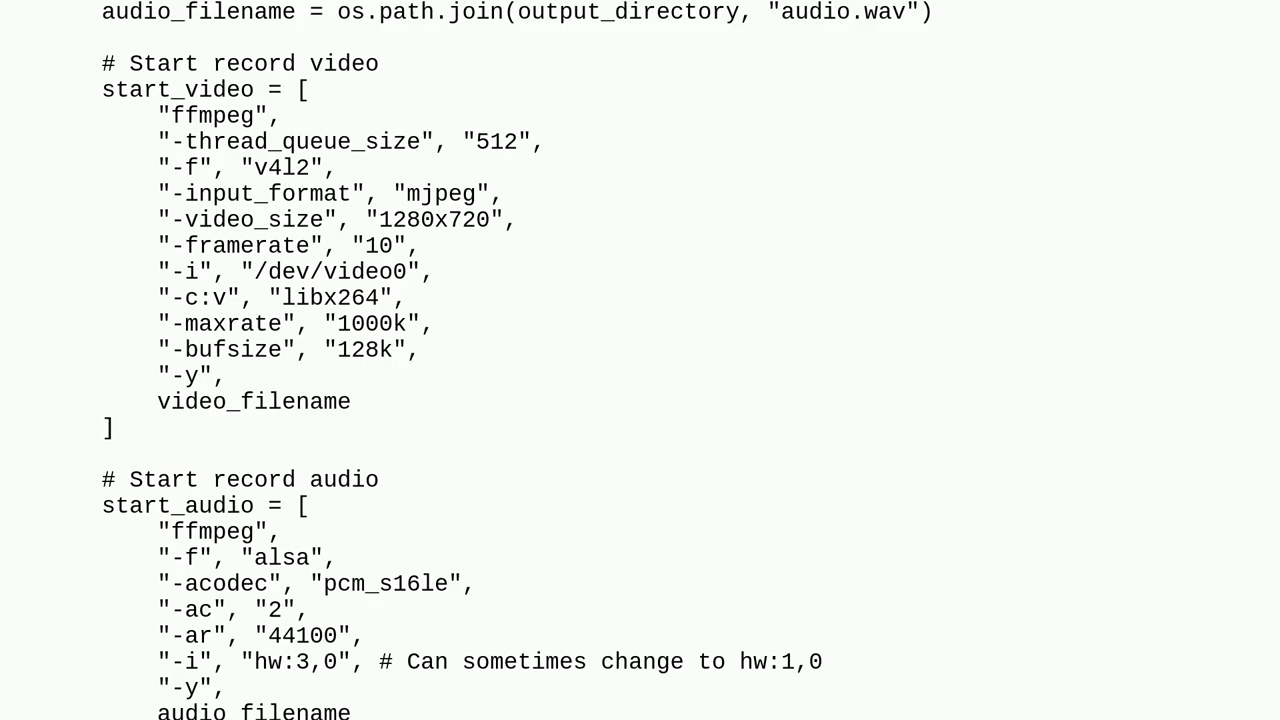 audio_filename = os.path.join(output_directory, "audio.wav")
# Start record video
start_video = [
"ffmpeg",
"-thread_queue_size", "512",
"-f", "v4l2",
"-input_format", "mjpeg",
"-video_size", "1280x720",
"-framerate", "10",
"-i", "/dev/video0",
"-c:v", "libx264",
"-maxrate", "1000k",
"-bufsize", "128k",
"-y",
video_filename
]
# Start record audio
start_audio = [
"ffmpeg",
"-f", "alsa",
"-acodec", "pcm_s16le",
"-ac", "2",
"-ar", "44100",
"-i", "hw:3,0", # Can sometimes change to hw:1,0
"-y",
audio_filename